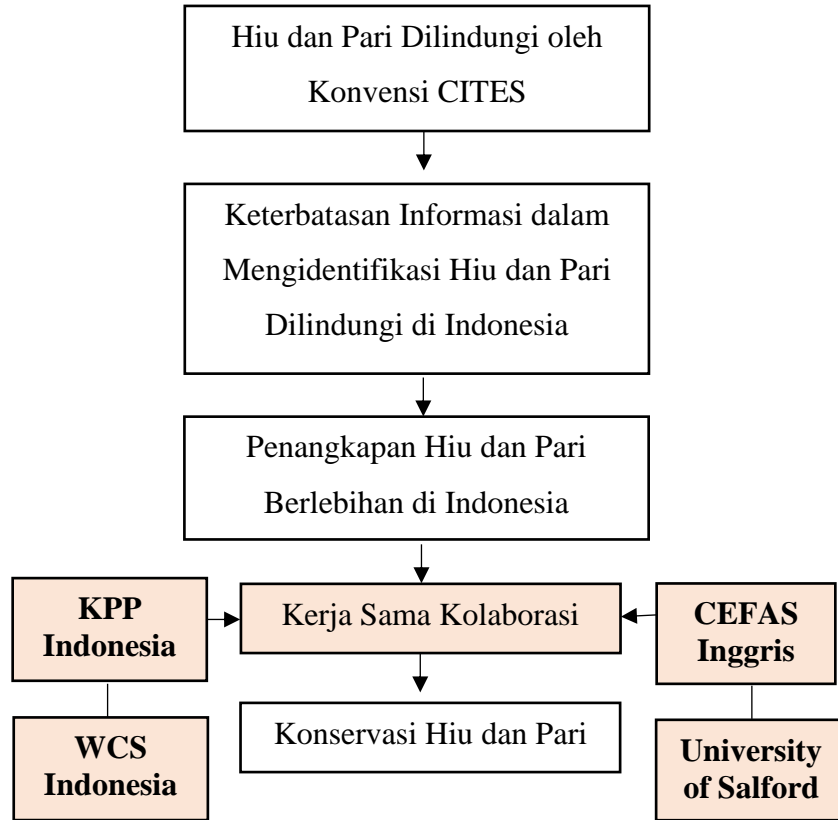 Hiu dan Pari Dilindungi oleh
Konvensi CITES
Keterbatasan Informasi dalam
Mengidentifikasi Hiu dan Pari
Dilindungi di Indonesia
Penangkapan Hiu dan Pari
Berlebihan di Indonesia
KPP
Indonesia
Kerja Sama Kolaborasi
CEFAS
Inggris
WCS
Indonesia
Konservasi Hiu dan Pari
University
of Salford